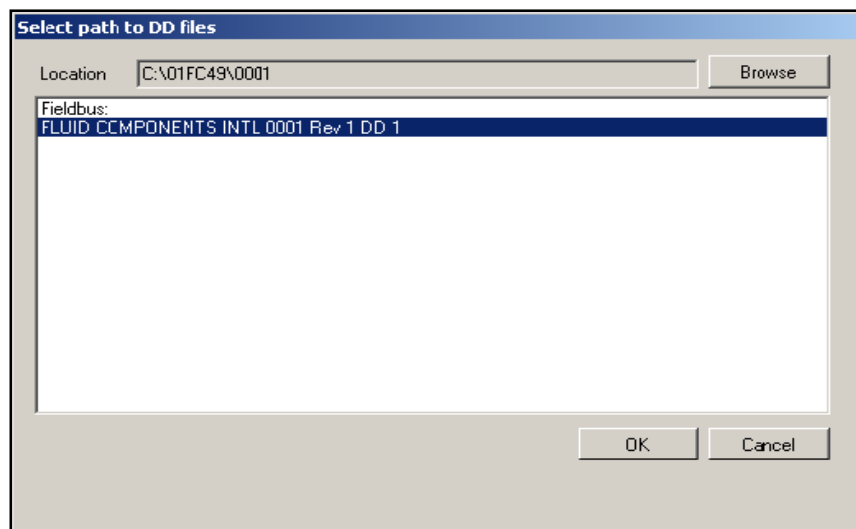 Select path to DD files
Location C:\01FC49\0001 Browse
Fieldbus:
FLUID COMPONENTS INTL 0001 Rev 1 DD 1
OK Cancel